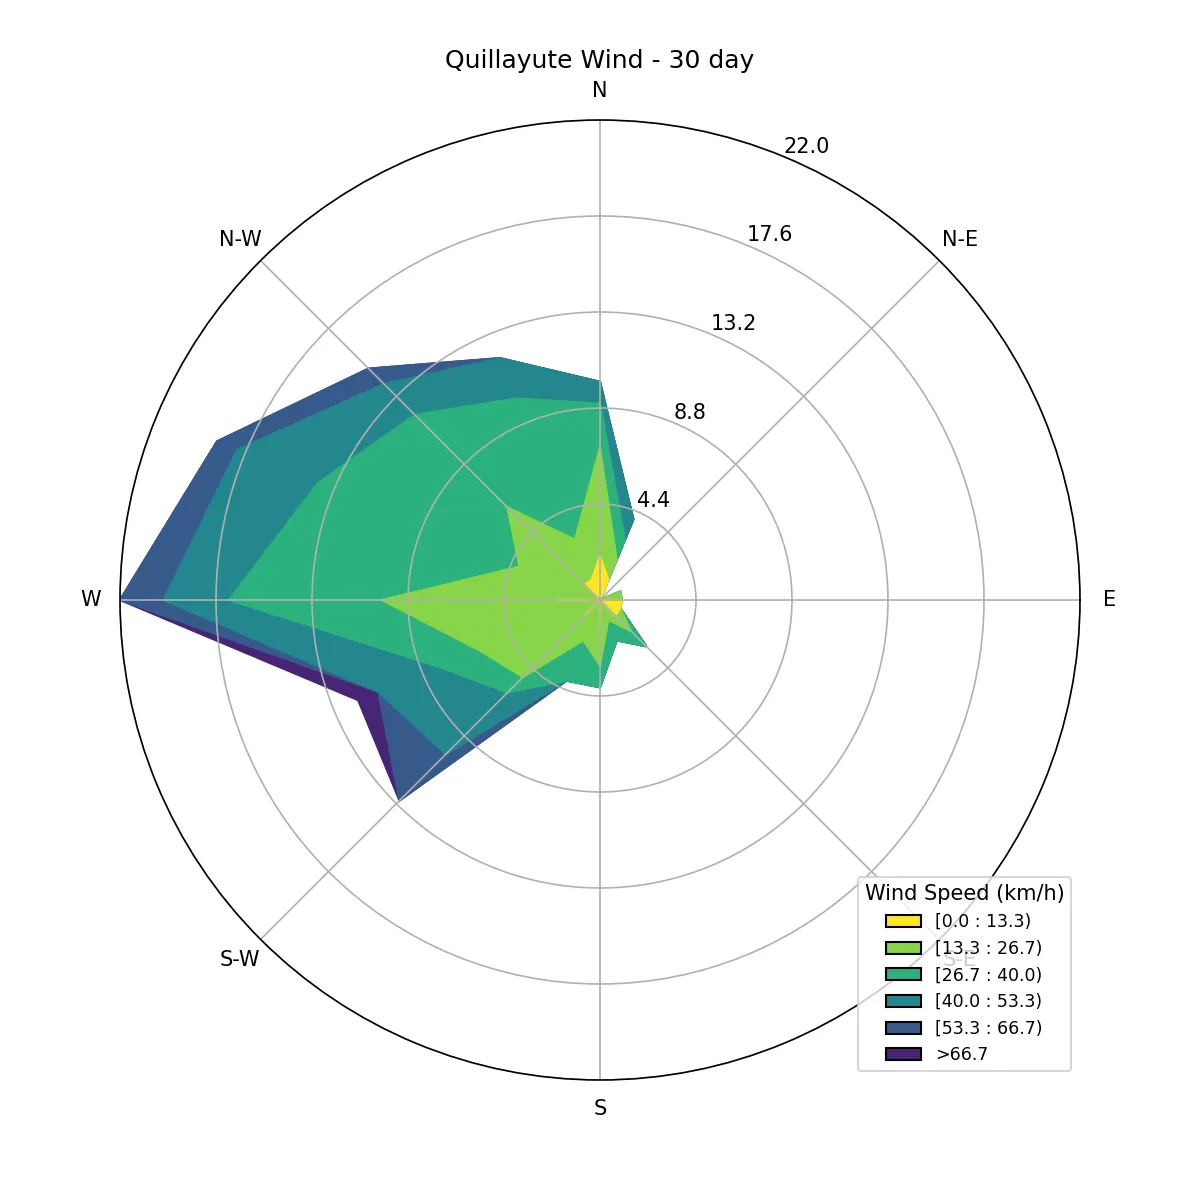 Quillayute Wind - 30 day
N
22.0
N-W
N-E
17.6
13.2
8.8
4.4
W
E
S-W
S-E
S
Wind Speed (km/h)
[0.0 : 13.3)
[13.3 : 26.7)
[26.7 : 40.0)
[40.0 : 53.3)
[53.3 : 66.7)
>66.7